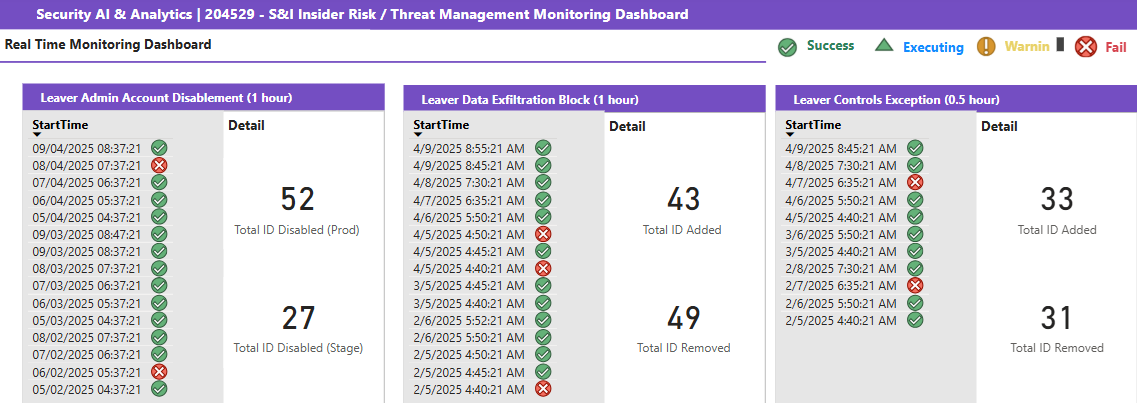 Security AI & Analytics | 204529 - S&I Insider Risk / Threat Management Monitoring Dashboard
Real Time Monitoring Dashboard
Success
Executing
Warnin
Fail
Leaver Admin Account Disablement (1 hour)
StartTime
Detail
09/04/2025 08:37:21
08/04/2025 07:37:21
07/04/2025 06:37:21
06/04/2025 05:37:21
05/04/2025 04:37:21
09/03/2025 08:47:21
09/03/2025 08:37:21
08/03/2025 07:37:21
07/03/2025 06:37:21
06/03/2025 05:37:21
05/03/2025 04:37:21
08/02/2025 07:37:21
07/02/2025 06:37:21
06/02/2025 05:37:21
05/02/2025 04:37:21
52
Total ID Disabled (Prod)
27
Total ID Disabled (Stage)
Leaver Data Exfiltration Block (1 hour)
StartTime
Detail
4/9/2025 8:55:21 AM
4/9/2025 8:45:21 AM
4/8/2025 7:30:21 AM
4/7/2025 6:35:21 AM
4/6/2025 5:50:21 AM
4/5/2025 4:50:21 AM
4/5/2025 4:45:21 AM
4/5/2025 4:40:21 AM
3/5/2025 4:45:21 AM
3/5/2025 4:40:21 AM
2/6/2025 5:52:21 AM
2/6/2025 5:50:21 AM
2/5/2025 4:50:21 AM
2/5/2025 4:45:21 AM
2/5/2025 4:40:21 AM
43
Total ID Added
49
Total ID Removed
Leaver Controls Exception (0.5 hour)
StartTime
Detail
4/9/2025 8:45:21 AM
4/8/2025 7:30:21 AM
4/7/2025 6:35:21 AM
4/6/2025 5:50:21 AM
4/5/2025 4:40:21 AM
3/6/2025 5:50:21 AM
3/5/2025 4:40:21 AM
2/8/2025 7:30:21 AM
2/7/2025 6:35:21 AM
2/6/2025 5:50:21 AM
2/5/2025 4:40:21 AM
33
Total ID Added
31
Total ID Removed